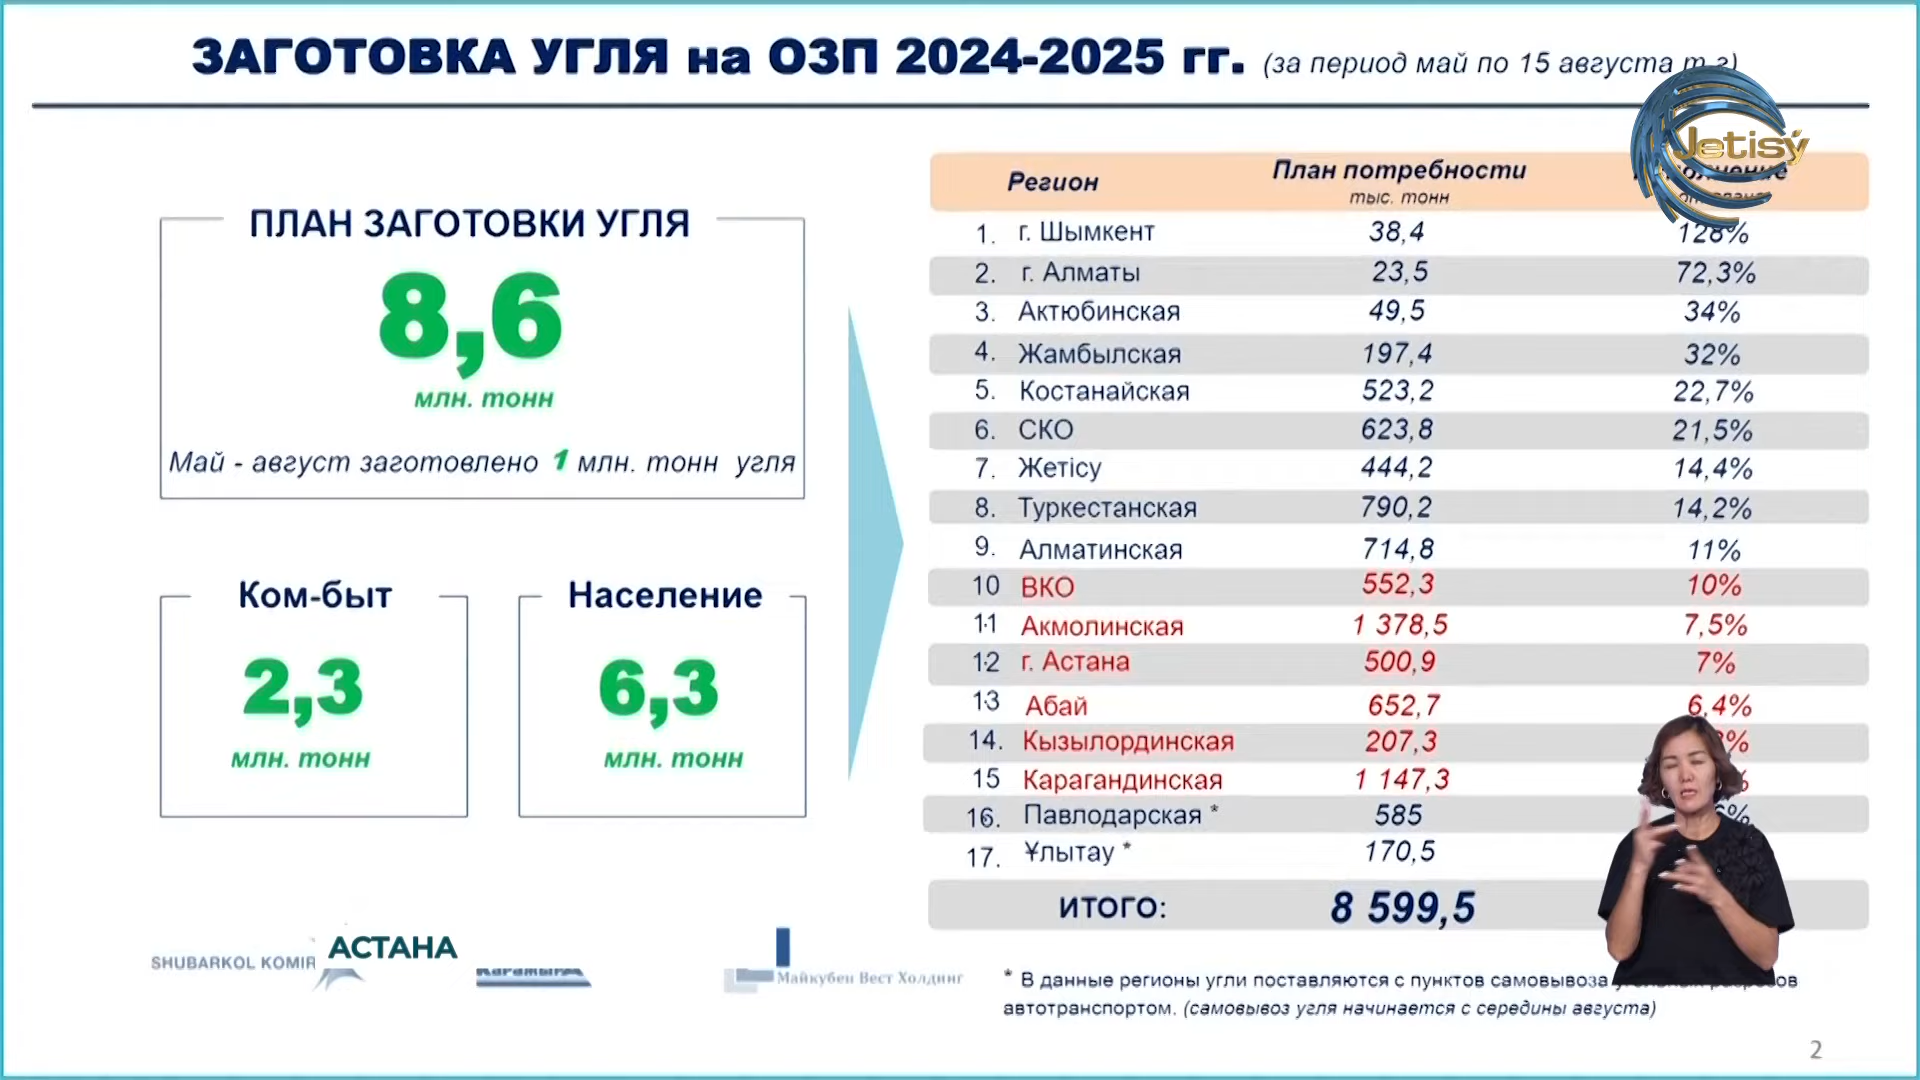 ЗАГОТОВКА УГЛЯ на ОЗП 2024-2025 гг. (за период май по 15 августа т.г)
Jetisý
ПЛАН ЗАГОТОВКИ УГЛЯ
8,6
млн. тонн
Май - август заготовлено 1 млн. тонн угля
Ком-быт
2,3
млн. тонн
Население
6,3
млн. тонн
Регион План потребности
тыс. тонн
1. г. Шымкент 38,4 128%
2. г. Алматы 23,5 72,3%
3. Актюбинская 49,5 34%
4. Жамбылская 197,4 32%
5. Костанайская 523,2 22,7%
6. СКО 623,8 21,5%
7. Жетісу 444,2 14,4%
8. Туркестанская 790,2 14,2%
9. Алматинская 714,8 11%
10 ВКО 552,3 10%
11 Акмолинская 1 378,5 7,5%
12 г. Астана 500,9 7%
13 Абай 652,7 6,4%
14. Кызылординская 207,3
15 Карагандинская 1 147,3
16. Павлодарская * 585
17. Ұлытау * 170,5
ИТОГО: 8 599,5
SHUBARKOL KOMIR
АСТАНА
Майкубен Вест Холдинг
* В данные регионы угли поставляются с пунктов самовывоза
автотранспортом. (самовывоз угля начинается с середины августа)
2